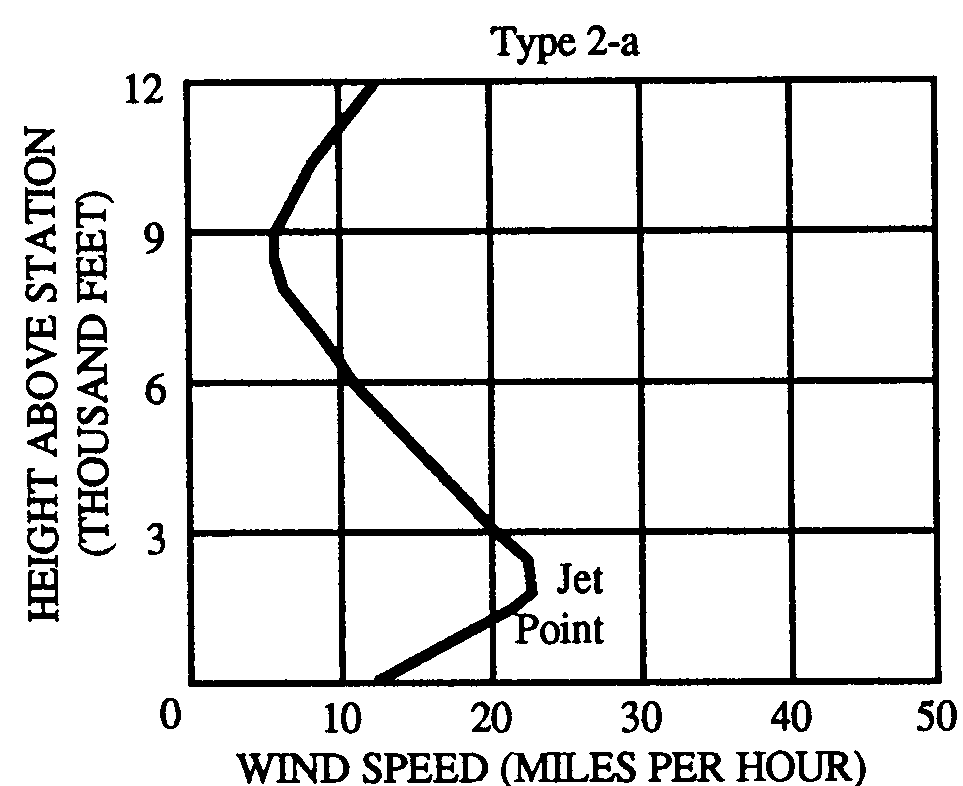 Type 2-a
12
9
6
3
HEIGHT ABOVE STATION
(THOUSAND FEET)
Jet
Point
0 10 20 30 40 50
WIND SPEED (MILES PER HOUR)